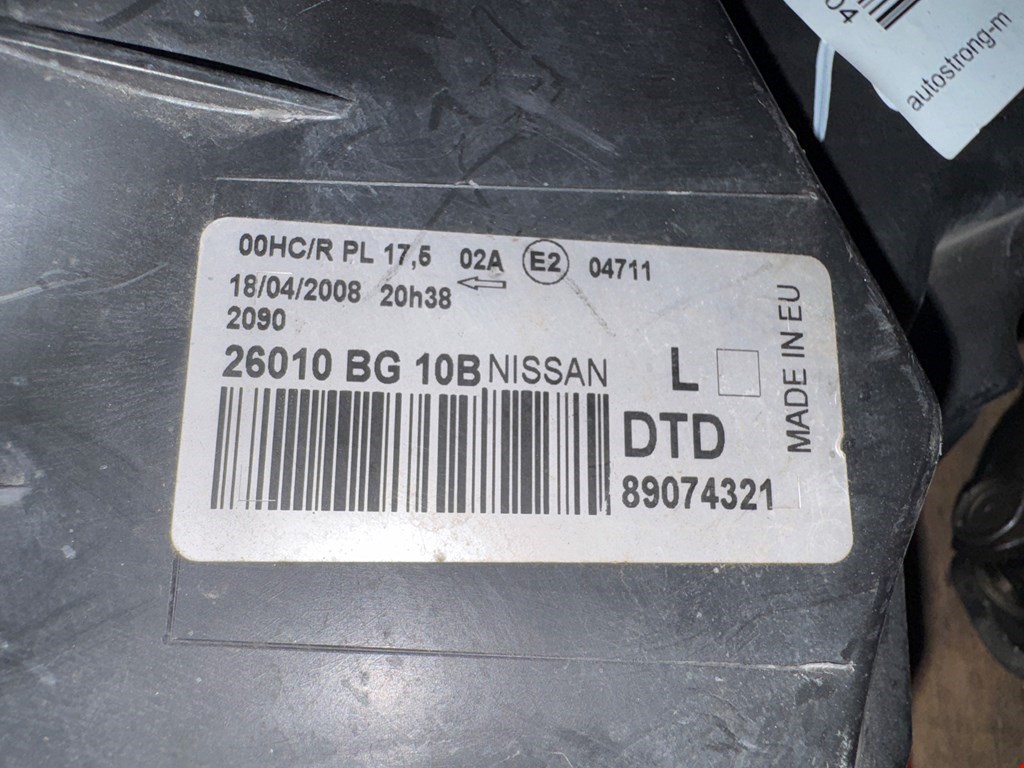 04
autostrong-m
00HC/R PL 17,5 02A E2 04711
18/04/2008 20h38
2090
26010 BG 10B NISSAN L
DTD
89074321
MADE IN EU